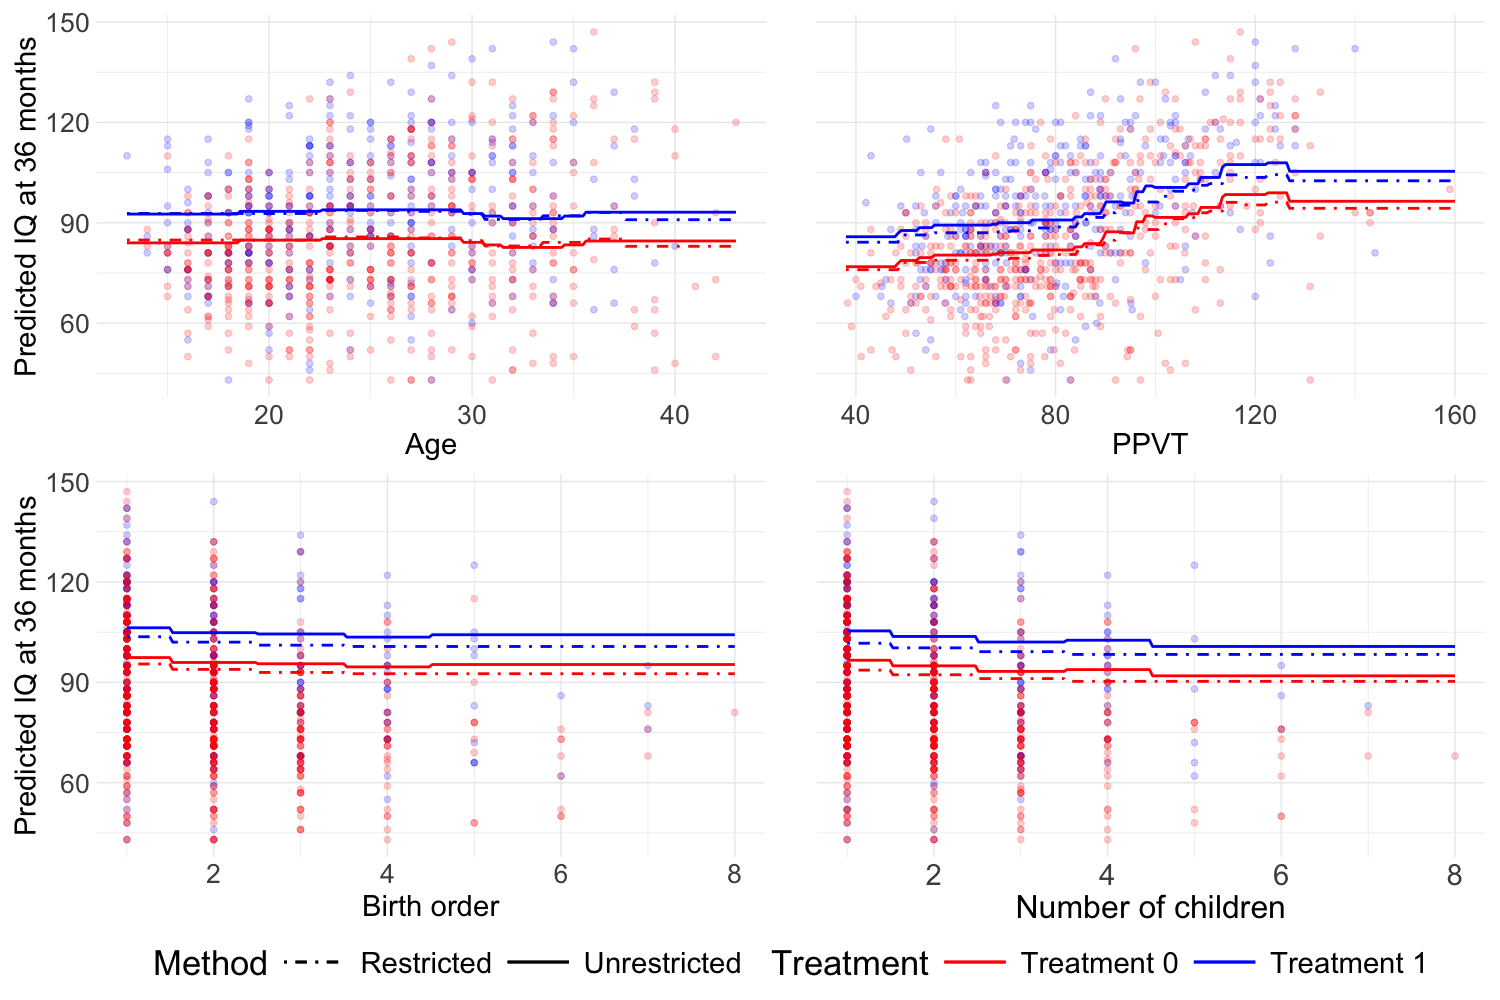 Predicted IQ at 36 months
150
120
90
60
20 30 40
Age
40 80 120 160
PPVT
Predicted IQ at 36 months
150
120
90
60
2 4 6 8
Birth order
2 4 6 8
Number of children
Method Restricted Unrestricted Treatment Treatment 0 Treatment 1